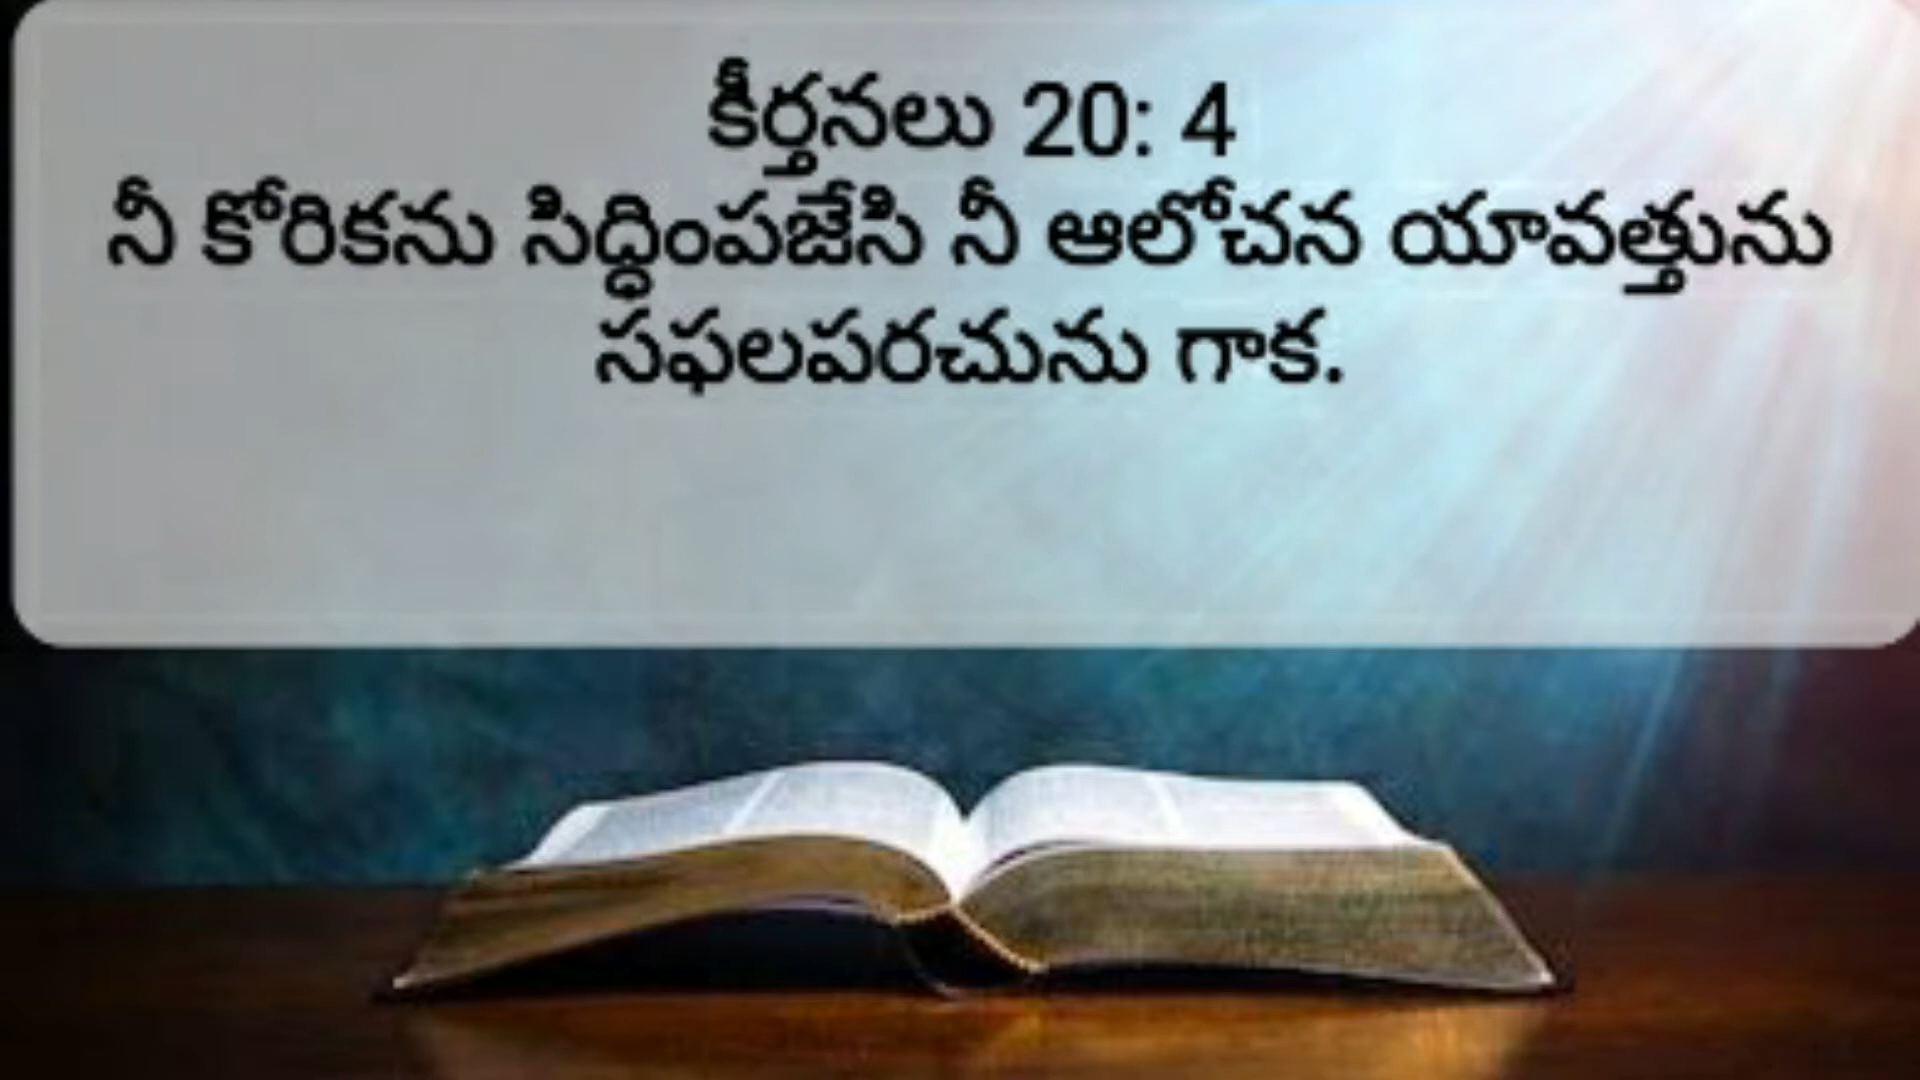 కీర్తనలు 20: 4
నీ కోరికను సిద్ధింపజేసి నీ ఆలోచన యావత్తును
సఫలపరచును గాక.